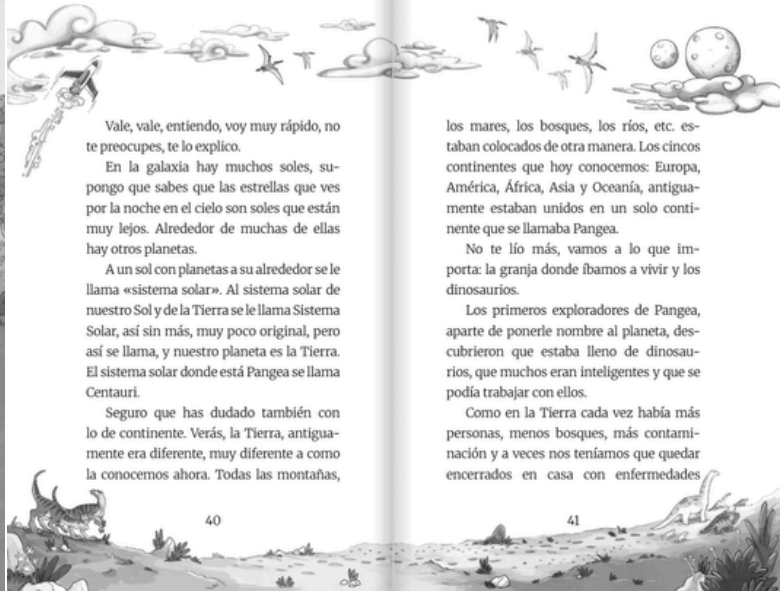 Vale, vale, entiendo, voy muy rápido, no
te preocupes, te lo explico.
En la galaxia hay muchos soles, su-
pongo que sabes que las estrellas que ves
por la noche en el cielo son soles que están
muy lejos. Alrededor de muchas de ellas
hay otros planetas.
A un sol con planetas a su alrededor se le
llama «sistema solar». Al sistema solar de
nuestro Sol y de la Tierra se le llama Sistema
Solar, así sin más, muy poco original, pero
así se llama, y nuestro planeta es la Tierra.
El sistema solar donde está Pangea se llama
Centauri.
Seguro que has dudado también con
lo de continente. Verás, la Tierra, antigua-
mente era diferente, muy diferente a como
la conocemos ahora. Todas las montañas,
40
los mares, los bosques, los ríos, etc. es-
taban colocados de otra manera. Los cinco
continentes que hoy conocemos: Europa,
América, África, Asia y Oceanía, antigua-
mente estaban unidos en un solo conti-
nente que se llamaba Pangea.
No te lío más, vamos a lo que im-
porta: la granja donde íbamos a vivir y los
dinosaurios.
Los primeros exploradores de Pangea,
aparte de ponerle nombre al planeta, des-
cubrieron que estaba lleno de dinosau-
rios, que muchos eran inteligentes y que se
podía trabajar con ellos.
Como en la Tierra cada vez había más
personas, menos bosques, más contami-
nación y a veces nos teníamos que quedar
encerrados en casa con enfermedades
41